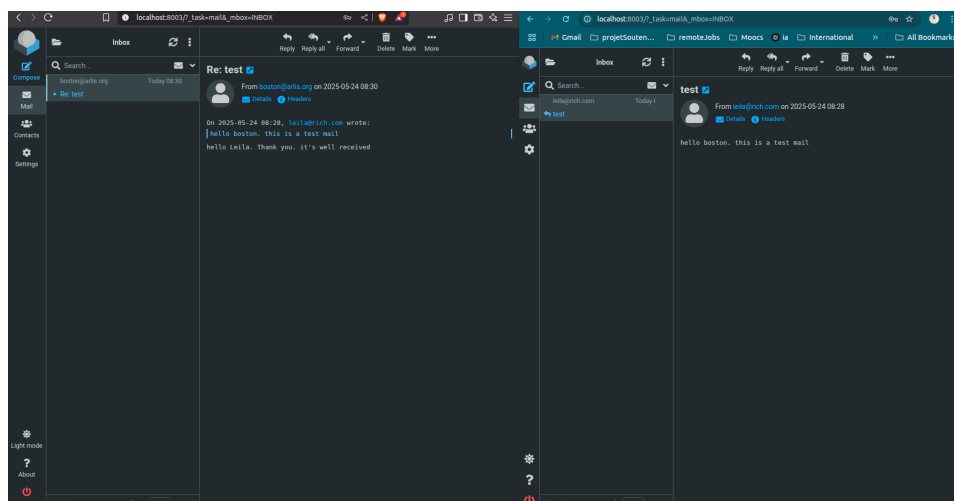 localhost:8003/?_task=mail&_mbox=INBOX
Inbox
Reply Reply all Forward Delete Mark More
Compose
Mail
Contacts
Settings
Light mode
About
Search...
boston@arlis.org Today 08:30
Re: test
Re: test
From boston@arlis.org on 2025-05-24 08:30
Details Headers
On 2025-05-24 08:28, leila@rich.com wrote:
hello boston. this is a test mail
hello Leila. Thank you. it's well received
localhost:8003/?_task=mail&_mbox=INBOX
Gmail projetSouten... remoteJobs Moocs ia International » All Bookmarks
Inbox
Reply Reply all Forward Delete Mark More
Search...
leila@rich.com Today (
test
test
From leila@rich.com on 2025-05-24 08:28
Details Headers
hello boston. this is a test mail